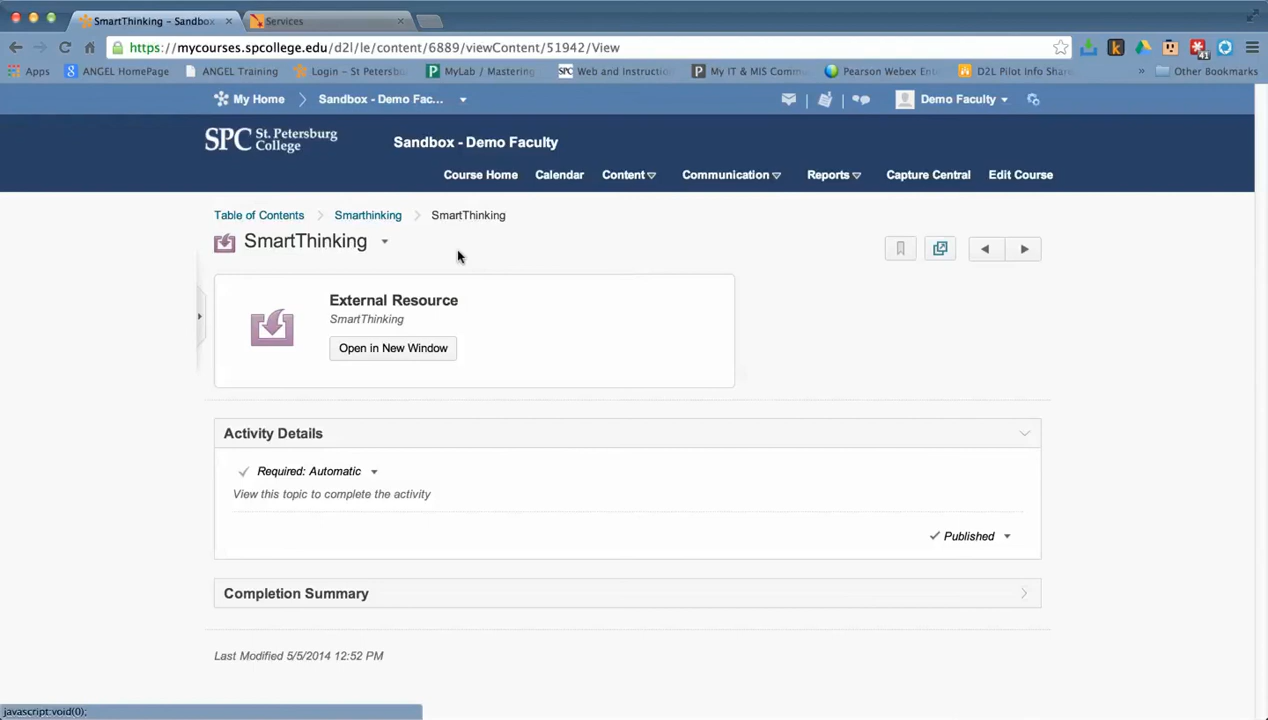 SmartThinking – Sandbox
Services
https://mycourses.spcollege.edu/d2l/le/content/6889/viewContent/51942/View
Apps
ANGEL HomePage
ANGEL Training
Login – St Petersb
MyLab / Mastering
SPC Web and Instructio
My IT & MIS Comm
Pearson Webex Ente
D2L Pilot Info Shar
»
Other Bookmarks
My Home
Sandbox - Demo Fac...
Demo Faculty
SPC St. Petersburg College
Sandbox - Demo Faculty
Course Home
Calendar
Content
Communication
Reports
Capture Central
Edit Course
Table of Contents
Smarthinking
SmartThinking
SmartThinking
External Resource
SmartThinking
Open in New Window
Activity Details
Required: Automatic
View this topic to complete the activity
Published
Completion Summary
Last Modified 5/5/2014 12:52 PM
javascript:void(0);